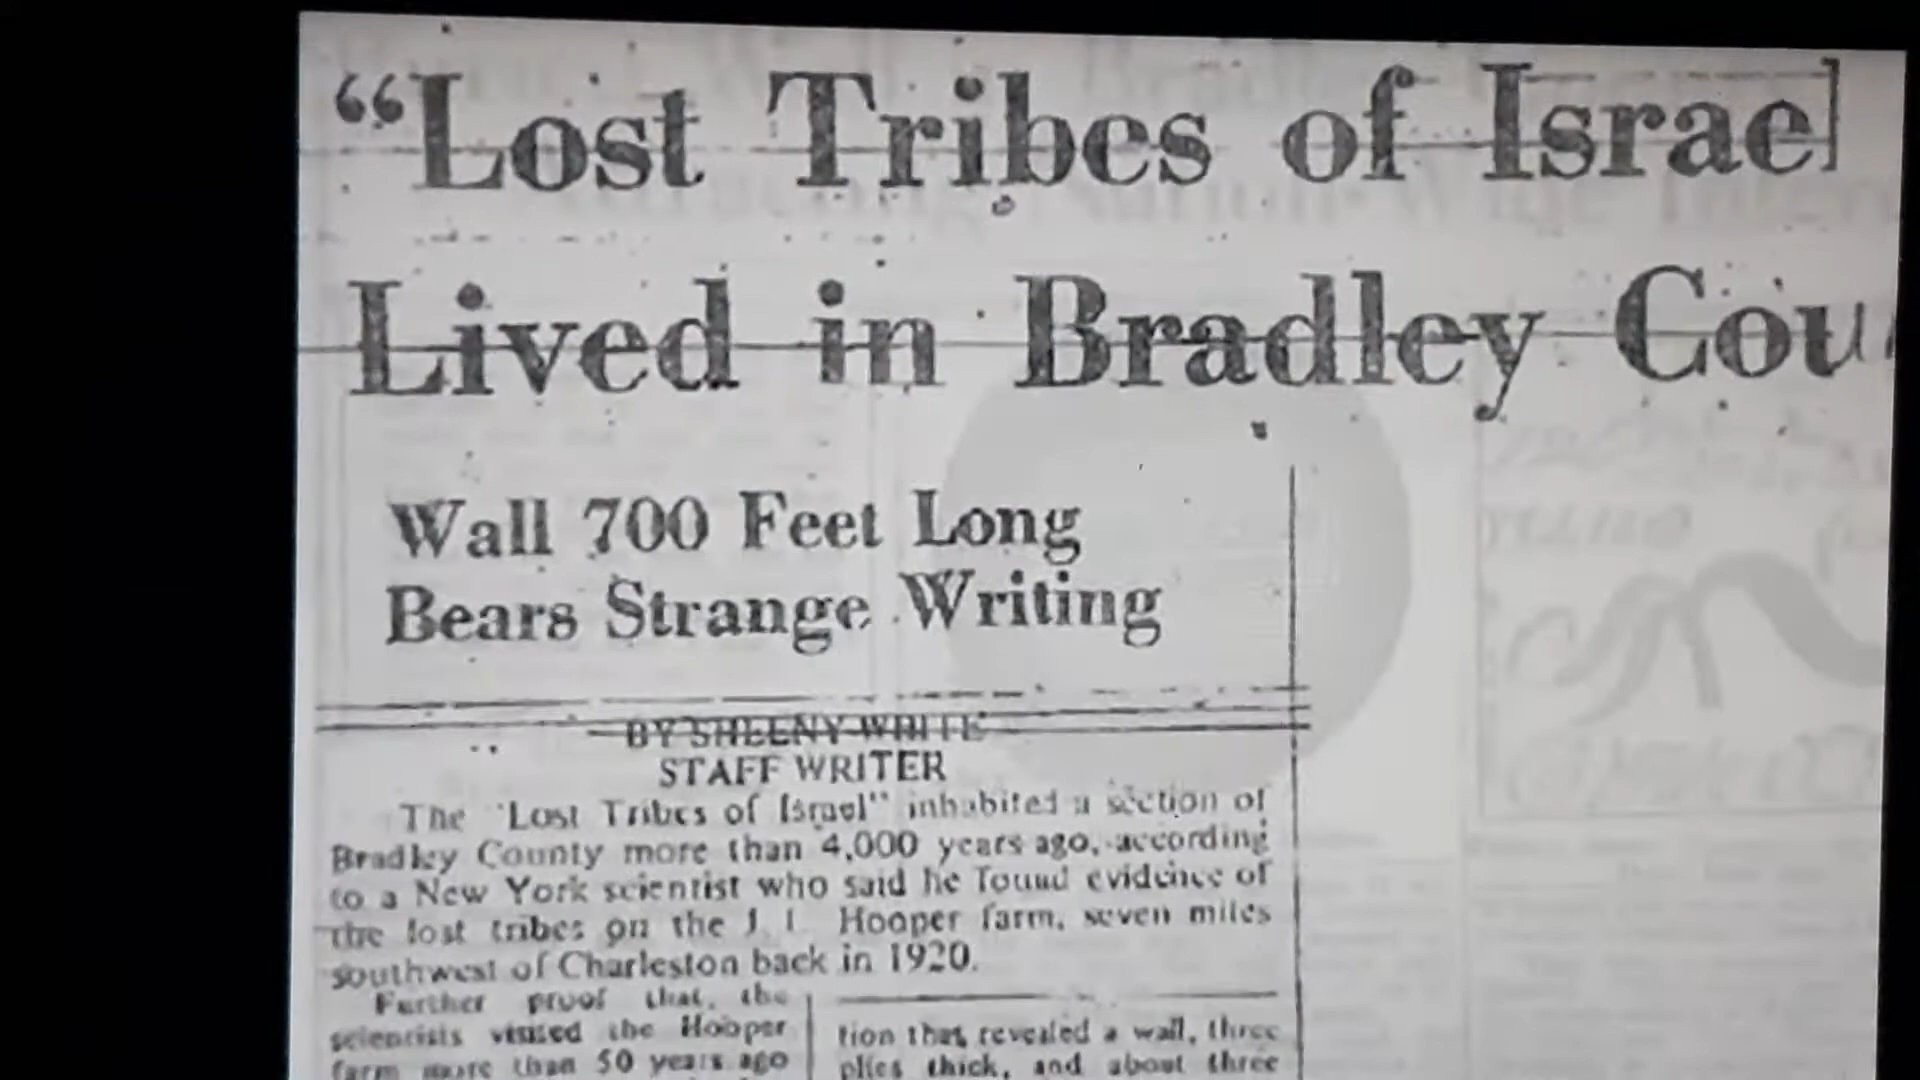 “Lost Tribes of Israel
Lived in Bradley Cou
Wall 700 Feet Long
Bears Strange Writing
BY SHEENY WHITE
STAFF WRITER
The "Lost Tribes of Israel" inhabited a section of
Bradley County more than 4,000 years ago, according
to a New York scientist who said he found evidence of
the lost tribes on the J. L. Hooper farm, seven miles
southwest of Charleston back in 1920.
Further proof that, the
scientists visited the Hooper
farm more than 50 years ago
tion that revealed a wall, three
plies thick, and about three